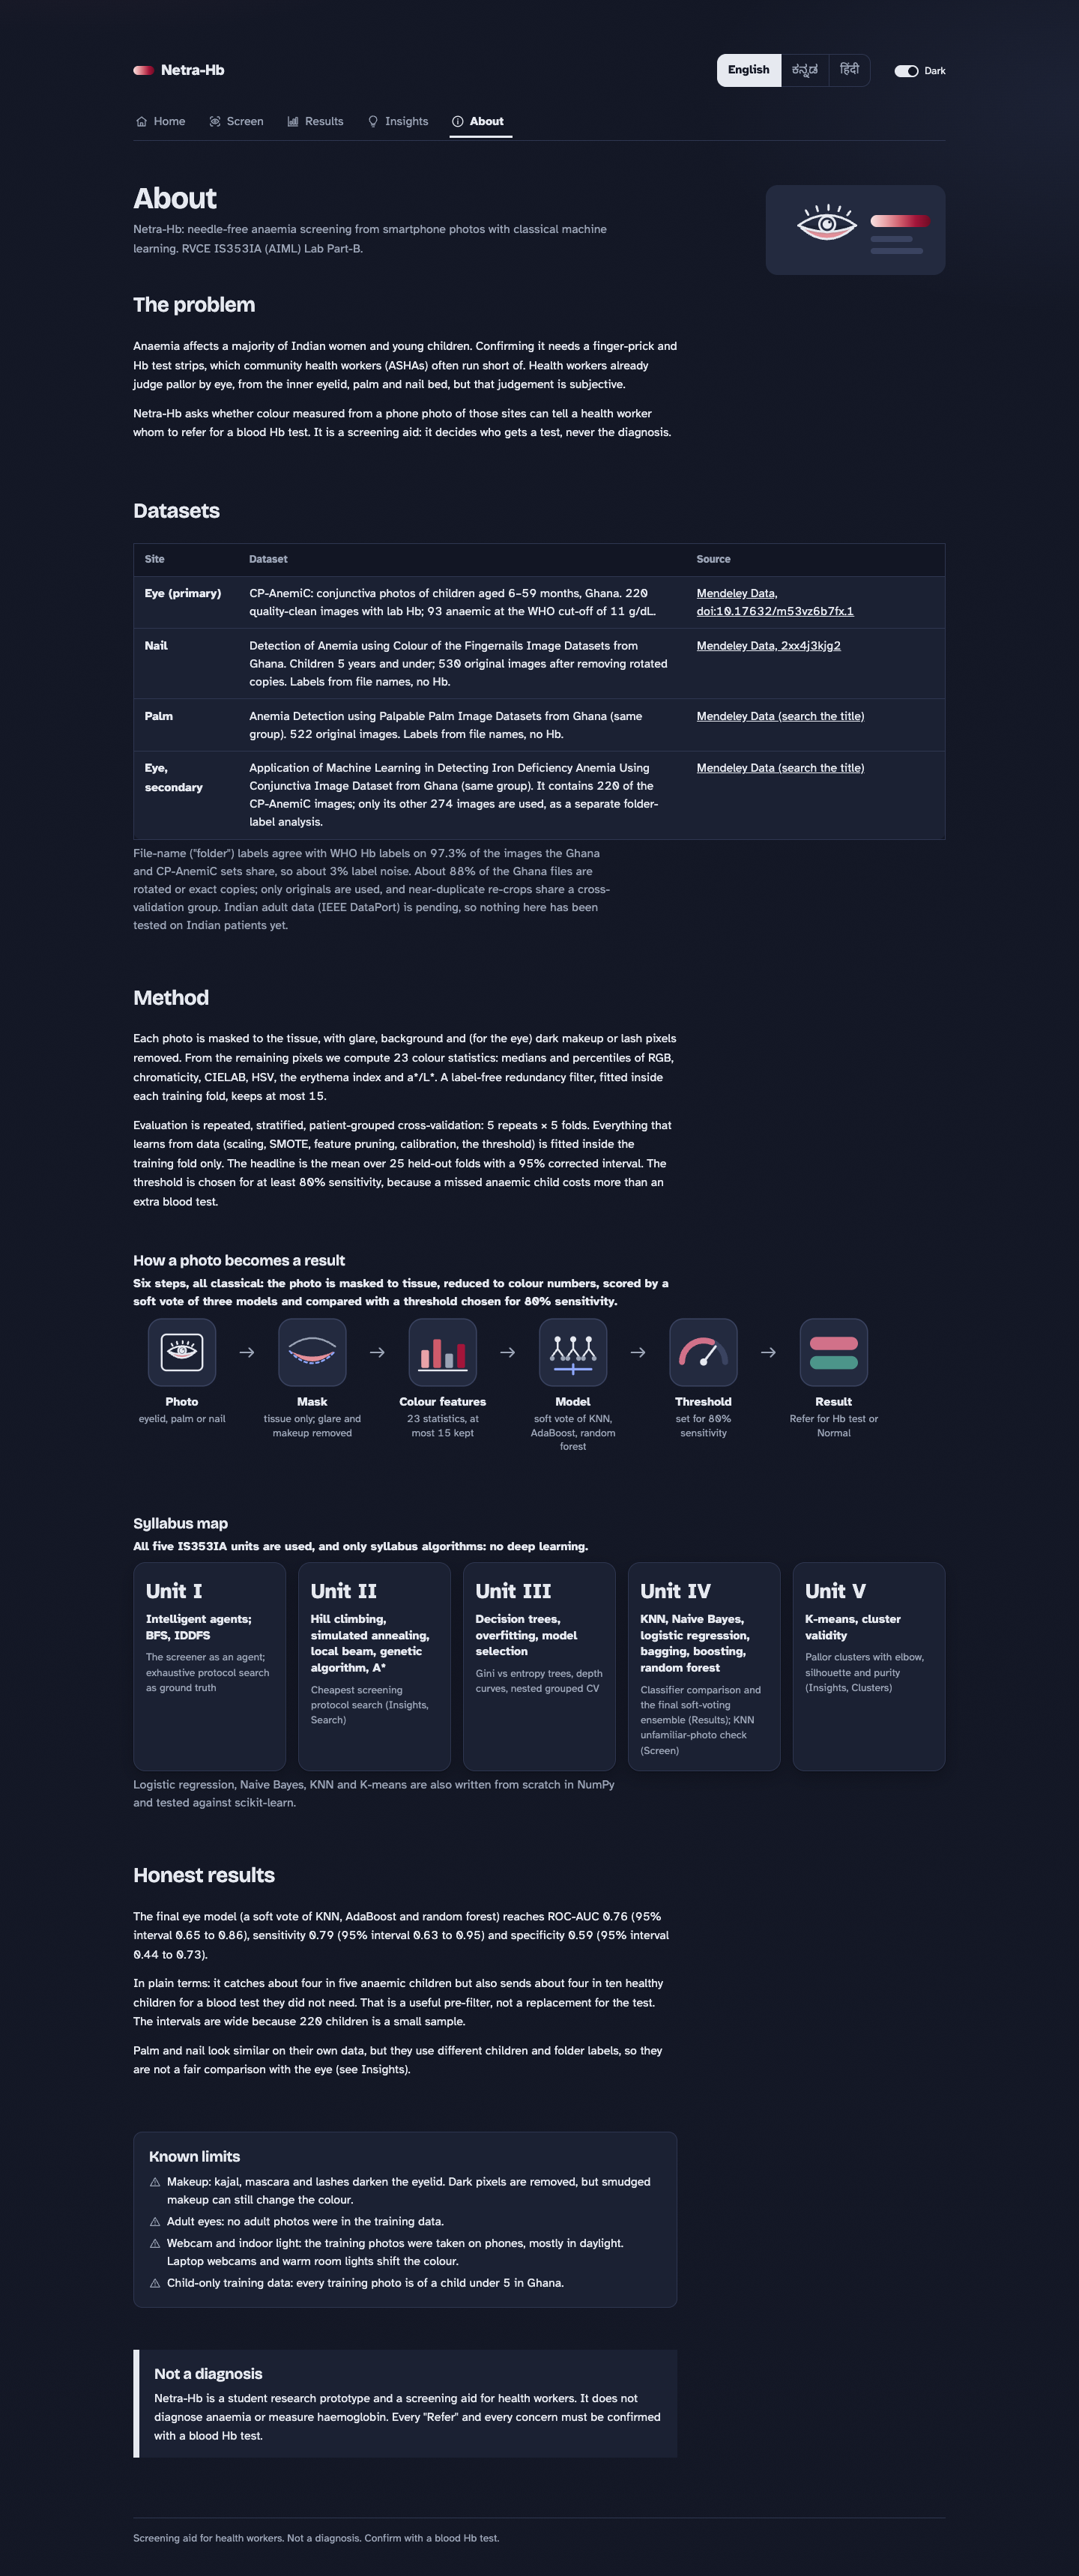 Netra-Hb
English
ಕನ್ನಡ
हिंदी
Dark
Home
Screen
Results
Insights
About
About
Netra-Hb: needle-free anaemia screening from smartphone photos with classical machine
learning. RVCE IS353IA (AIML) Lab Part-B.
The problem
Anaemia affects a majority of Indian women and young children. Confirming it needs a finger-prick and
Hb test strips, which community health workers (ASHAs) often run short of. Health workers already
judge pallor by eye, from the inner eyelid, palm and nail bed, but that judgement is subjective.
Netra-Hb asks whether colour measured from a phone photo of those sites can tell a health worker
whom to refer for a blood Hb test. It is a screening aid: it decides who gets a test, never the diagnosis.
Datasets
Site
Dataset
Source
Eye (primary)
CP-AnemiC: conjunctiva photos of children aged 6–59 months, Ghana. 220
quality-clean images with lab Hb; 93 anaemic at the WHO cut-off of 11 g/dL.
Mendeley Data,
doi:10.17632/m53vz6b7fx.1
Nail
Detection of Anemia using Colour of the Fingernails Image Datasets from
Ghana. Children 5 years and under; 530 original images after removing rotated
copies. Labels from file names, no Hb.
Mendeley Data, 2xx4j3kjg2
Palm
Anemia Detection using Palpable Palm Image Datasets from Ghana (same
group). 522 original images. Labels from file names, no Hb.
Mendeley Data (search the title)
Eye,
secondary
Application of Machine Learning in Detecting Iron Deficiency Anemia Using
Conjunctiva Image Dataset from Ghana (same group). It contains 220 of the
CP-AnemiC images; only its other 274 images are used, as a separate folder-
label analysis.
Mendeley Data (search the title)
File-name ("folder") labels agree with WHO Hb labels on 97.3% of the images the Ghana
and CP-AnemiC sets share, so about 3% label noise. About 88% of the Ghana files are
rotated or exact copies; only originals are used, and near-duplicate re-crops share a cross-
validation group. Indian adult data (IEEE DataPort) is pending, so nothing here has been
tested on Indian patients yet.
Method
Each photo is masked to the tissue, with glare, background and (for the eye) dark makeup or lash pixels
removed. From the remaining pixels we compute 23 colour statistics: medians and percentiles of RGB,
chromaticity, CIELAB, HSV, the erythema index and a*/L*. A label-free redundancy filter, fitted inside
each training fold, keeps at most 15.
Evaluation is repeated, stratified, patient-grouped cross-validation: 5 repeats × 5 folds. Everything that
learns from data (scaling, SMOTE, feature pruning, calibration, the threshold) is fitted inside the
training fold only. The headline is the mean over 25 held-out folds with a 95% corrected interval. The
threshold is chosen for at least 80% sensitivity, because a missed anaemic child costs more than an
extra blood test.
How a photo becomes a result
Six steps, all classical: the photo is masked to tissue, reduced to colour numbers, scored by a
soft vote of three models and compared with a threshold chosen for 80% sensitivity.
Photo
eyelid, palm or nail
Mask
tissue only; glare and
makeup removed
Colour features
23 statistics, at
most 15 kept
Model
soft vote of KNN,
AdaBoost, random
forest
Threshold
set for 80%
sensitivity
Result
Refer for Hb test or
Normal
Syllabus map
All five IS353IA units are used, and only syllabus algorithms: no deep learning.
Unit I
Intelligent agents;
BFS, IDDFS
The screener as an agent;
exhaustive protocol search
as ground truth
Unit II
Hill climbing,
simulated annealing,
local beam, genetic
algorithm, A*
Cheapest screening
protocol search (Insights,
Search)
Unit III
Decision trees,
overfitting, model
selection
Gini vs entropy trees, depth
curves, nested grouped CV
Unit IV
KNN, Naive Bayes,
logistic regression,
bagging, boosting,
random forest
Classifier comparison and
the final soft-voting
ensemble (Results); KNN
unfamiliar-photo check
(Screen)
Unit V
K-means, cluster
validity
Pallor clusters with elbow,
silhouette and purity
(Insights, Clusters)
Logistic regression, Naive Bayes, KNN and K-means are also written from scratch in NumPy
and tested against scikit-learn.
Honest results
The final eye model (a soft vote of KNN, AdaBoost and random forest) reaches ROC-AUC 0.76 (95%
interval 0.65 to 0.86), sensitivity 0.79 (95% interval 0.63 to 0.95) and specificity 0.59 (95% interval
0.44 to 0.73).
In plain terms: it catches about four in five anaemic children but also sends about four in ten healthy
children for a blood test they did not need. That is a useful pre-filter, not a replacement for the test.
The intervals are wide because 220 children is a small sample.
Palm and nail look similar on their own data, but they use different children and folder labels, so they
are not a fair comparison with the eye (see Insights).
Known limits
Makeup: kajal, mascara and lashes darken the eyelid. Dark pixels are removed, but smudged
makeup can still change the colour.
Adult eyes: no adult photos were in the training data.
Webcam and indoor light: the training photos were taken on phones, mostly in daylight.
Laptop webcams and warm room lights shift the colour.
Child-only training data: every training photo is of a child under 5 in Ghana.
Not a diagnosis
Netra-Hb is a student research prototype and a screening aid for health workers. It does not
diagnose anaemia or measure haemoglobin. Every "Refer" and every concern must be confirmed
with a blood Hb test.
Screening aid for health workers. Not a diagnosis. Confirm with a blood Hb test.